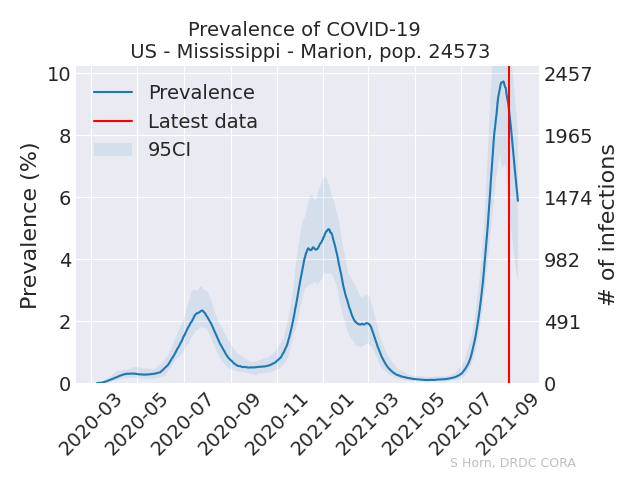 Prevalence of COVID-19
US - Mississippi - Marion, pop. 24573
Prevalence
Latest data
95CI
Prevalence (%)
10
8
6
4
2
0
2457
1965
1474
982
491
0
# of infections
2020-03
2020-05
2020-07
2020-09
2020-11
2021-01
2021-03
2021-05
2021-07
2021-09
S Horn, DRDC CORA